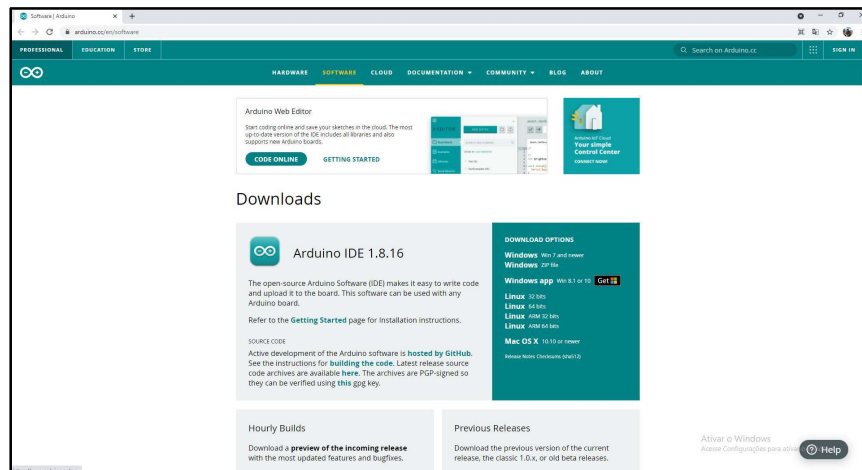 Software | Arduino
arduino.cc/en/software
PROFESSIONAL EDUCATION STORE
Search on Arduino.cc
SIGN IN
HARDWARE SOFTWARE CLOUD DOCUMENTATION COMMUNITY BLOG ABOUT
Arduino Web Editor
Start coding online and save your sketches in the cloud. The most
up-to-date version of the IDE includes all libraries and also
supports new Arduino boards.
CODE ONLINE GETTING STARTED
Arduino IoT Cloud
Your simple
Control Center
CONNECT NOW!
Downloads
Arduino IDE 1.8.16
The open-source Arduino Software (IDE) makes it easy to write code
and upload it to the board. This software can be used with any
Arduino board.
Refer to the Getting Started page for Installation instructions.
SOURCE CODE
Active development of the Arduino software is hosted by GitHub.
See the instructions for building the code. Latest release source
code archives are available here. The archives are PGP-signed so
they can be verified using this gpg key.
DOWNLOAD OPTIONS
Windows Win 7 and newer
Windows ZIP file
Windows app Win 8.1 or 10 Get
Linux 32 bits
Linux 64 bits
Linux ARM 32 bits
Linux ARM 64 bits
Mac OS X 10.10 or newer
Release Notes Checksums (sha512)
Hourly Builds
Download a preview of the incoming release
with the most updated features and bugfixes.
Previous Releases
Download the previous version of the current
release, the classic 1.0.x, or old beta releases.
Ativar o Windows
Acesse Configurações para ativar
Help